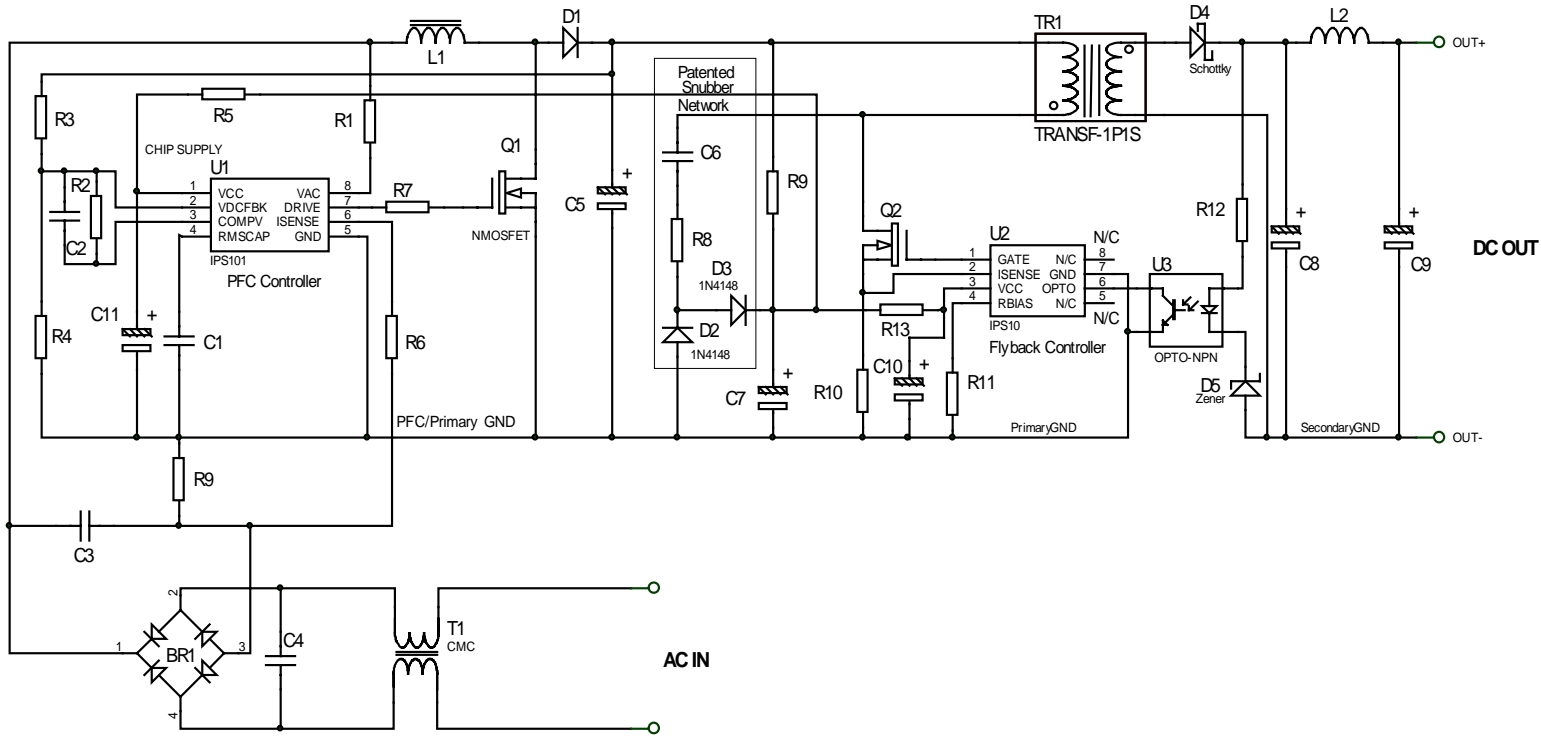 D1
L1
TR1
D4
L2
OUT+
Schottky
Patented
Snubber
Network
R3
R5
R1
TRANSF-1P1S
CHIP SUPPLY
U1
Q1
C6
R2
1 VCC VAC 8
2 VDCFBK DRIVE 7
3 COMPV ISENSE 6
4 RMSCAP GND 5
R7
C5
+
R9
Q2
R12
+
+
C2
IPS101
PFC Controller
NMOSFET
R8
U2
N/C
1 GATE N/C 8
2 ISENSE GND 7
3 VCC OPTO 6
4 RBIAS N/C 5
N/C
U3
C8
C9
DC OUT
D3
1N4148
IPS10
Flyback Controller
OPTO-NPN
C11
+
R4
C1
R6
D2
1N4148
R13
C10
+
R11
D5
Zener
C7
+
R10
PFC/Primary GND
PrimaryGND
SecondaryGND
OUT-
R9
C3
2
1
BR1
3
4
C4
T1
CMC
AC IN